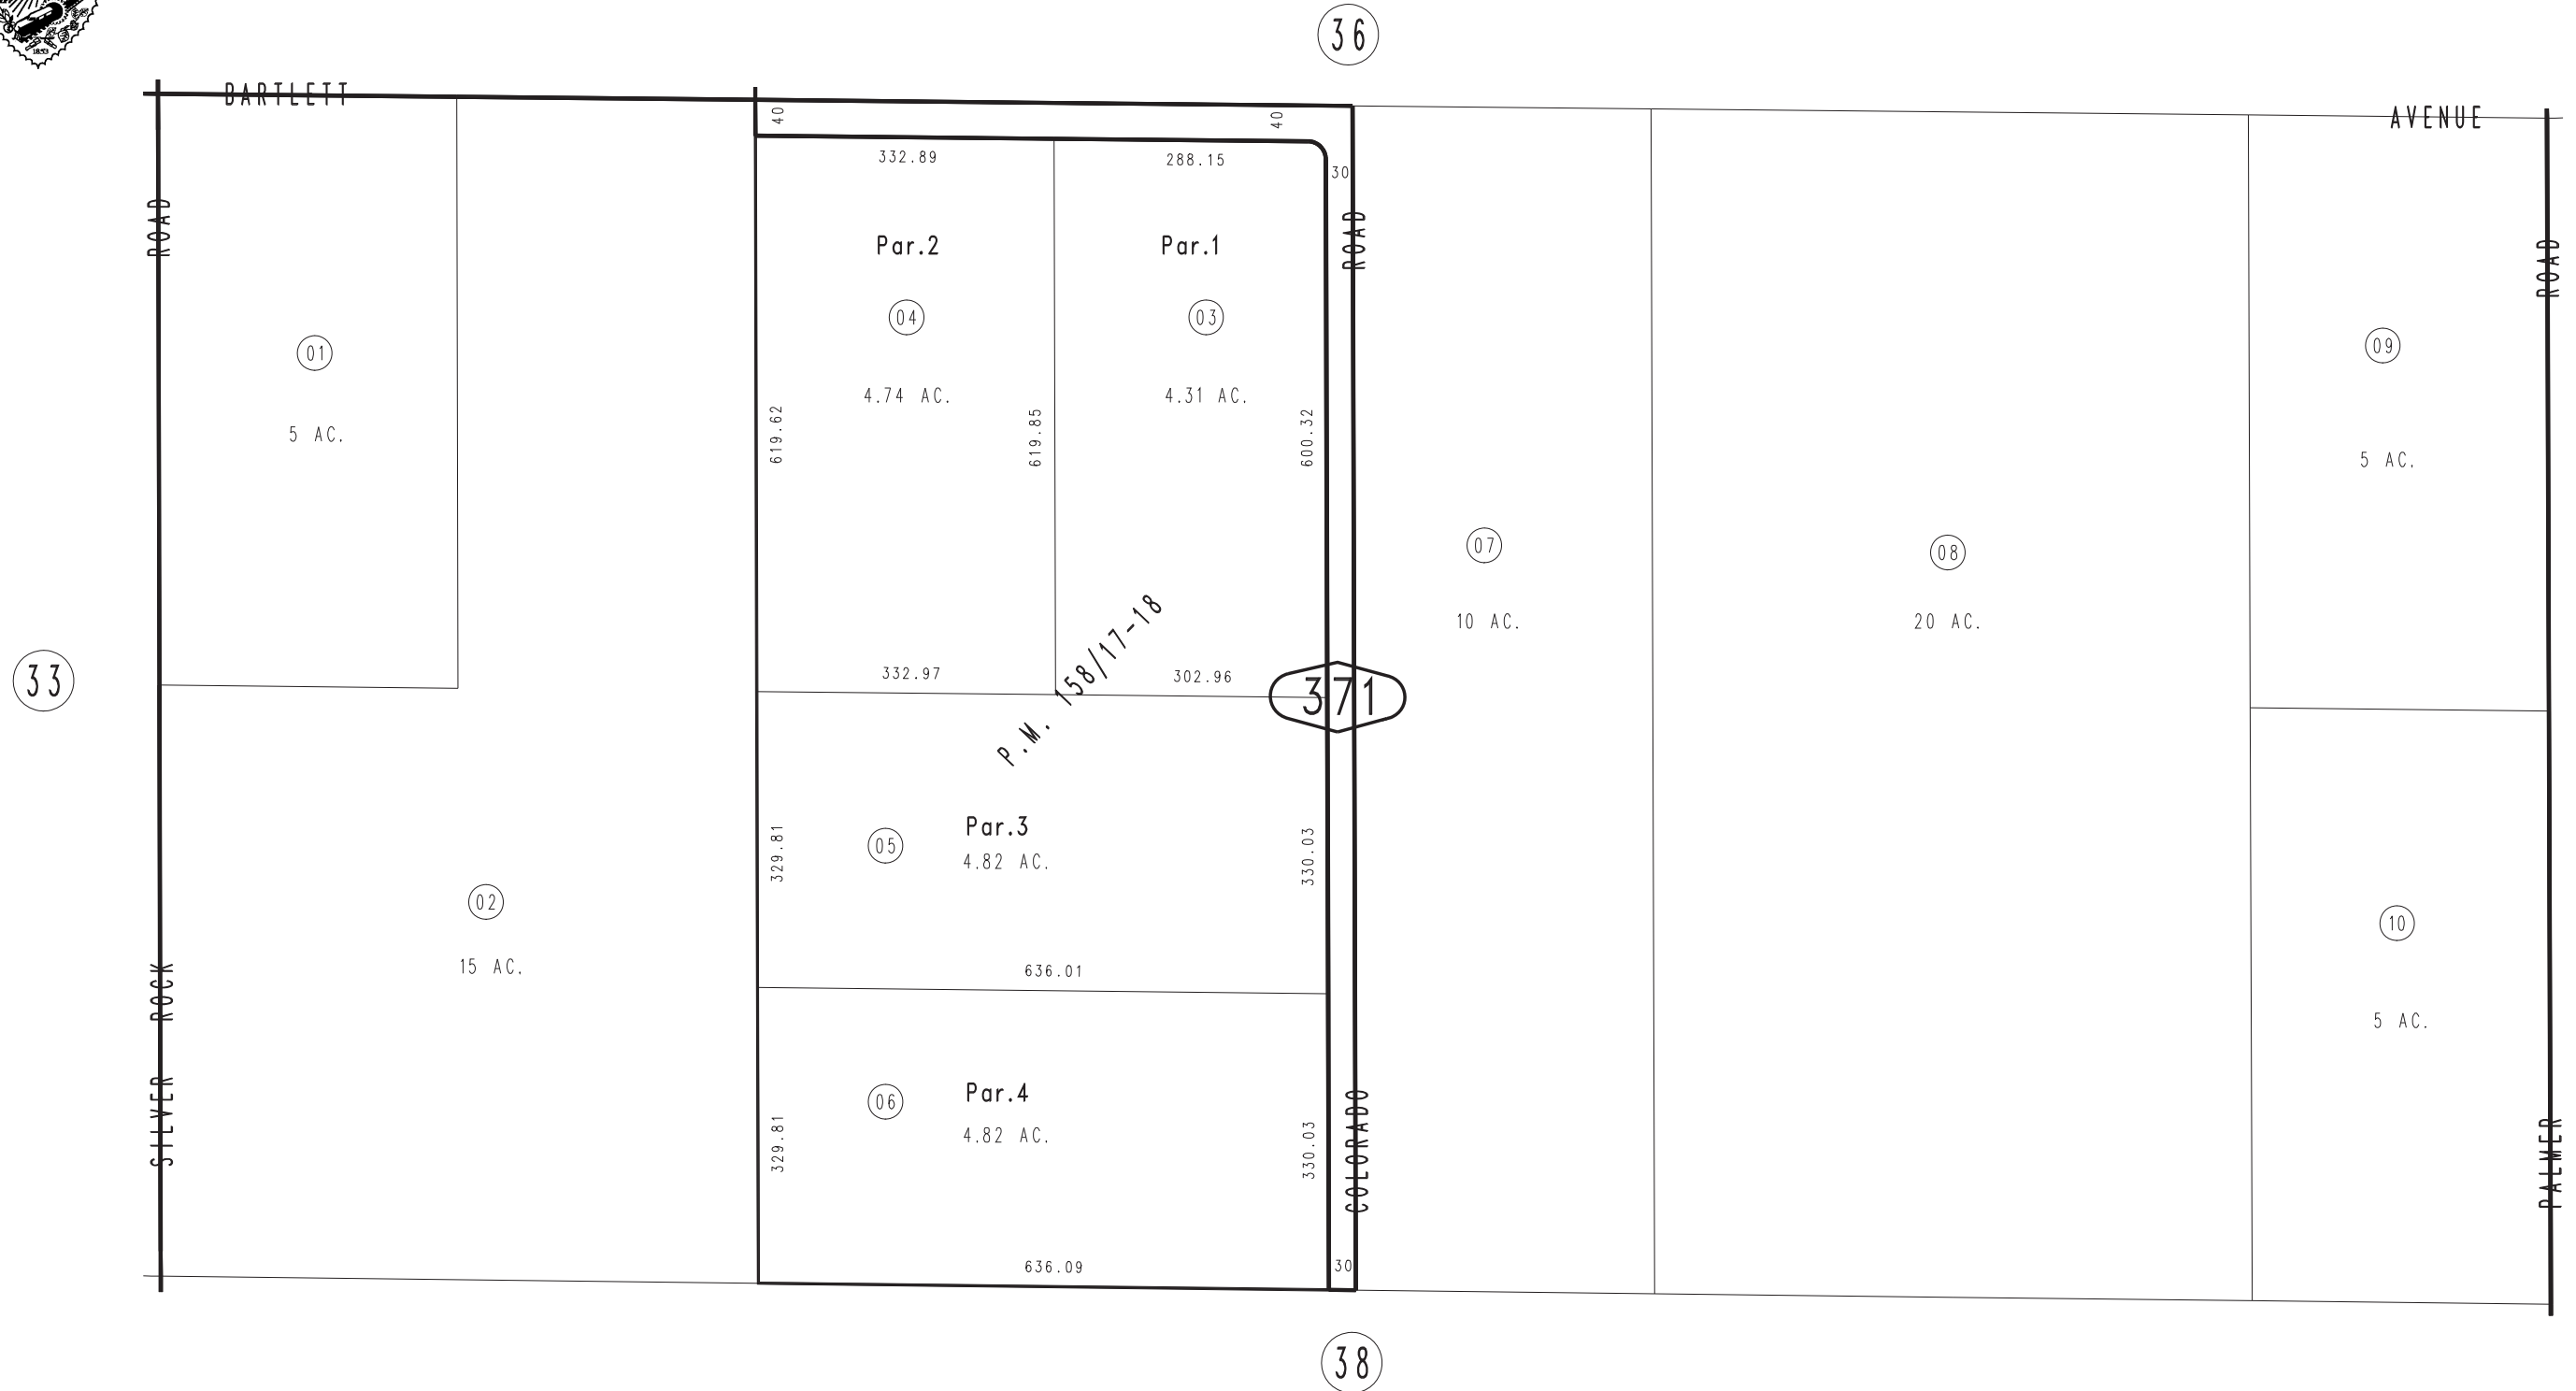 1853
36
BARTLETT
AVENUE
40
40
332.89
288.15
30
ROAD
ROAD
ROAD
Par.2
Par.1
04
03
01
09
4.74 AC.
4.31 AC.
5 AC.
619.62
619.85
600.32
5 AC.
07
08
10 AC.
20 AC.
P.M. 158/17-18
33
332.97
302.96
371
Par.3
05
4.82 AC.
329.81
330.03
02
10
15 AC.
636.01
5 AC.
SILVER ROCK
Par.4
06
4.82 AC.
329.81
330.03
COLORADO
PALMER
636.09
30
38